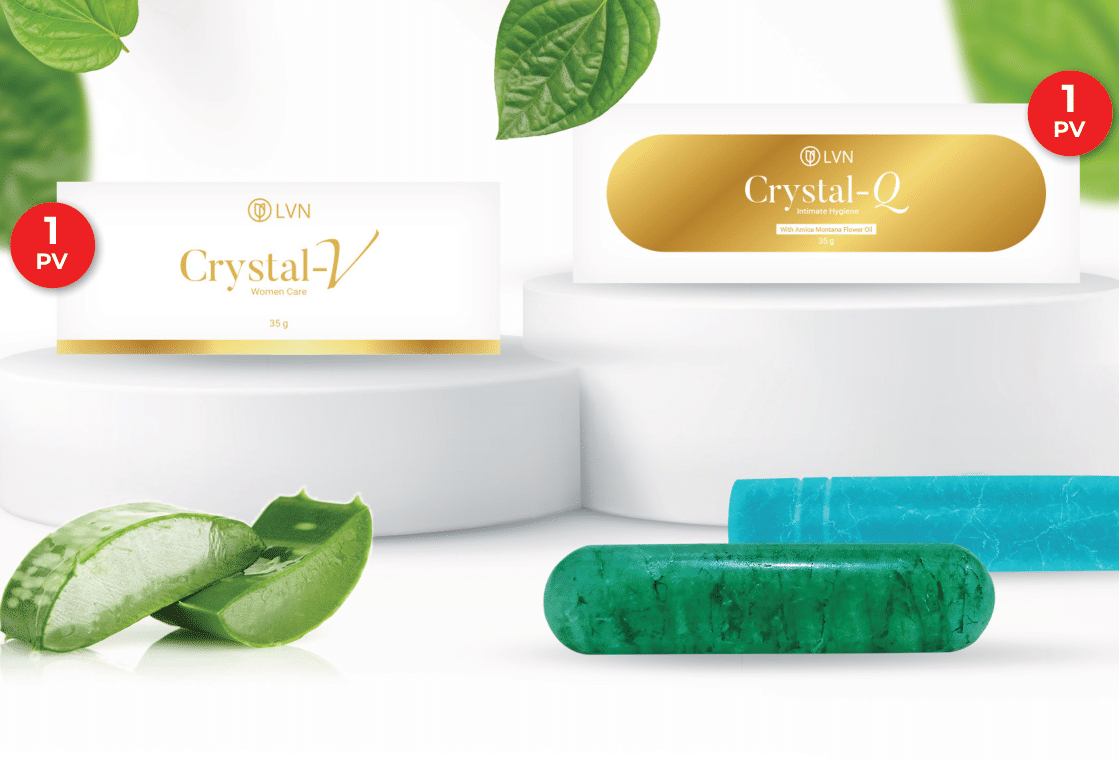 1
PV
LVN
Crystal-V
Women Care
35 g
LVN
Crystal-Q
Intimate Hygiene
With Arnica Montana Flower Oil
35 g
1
PV